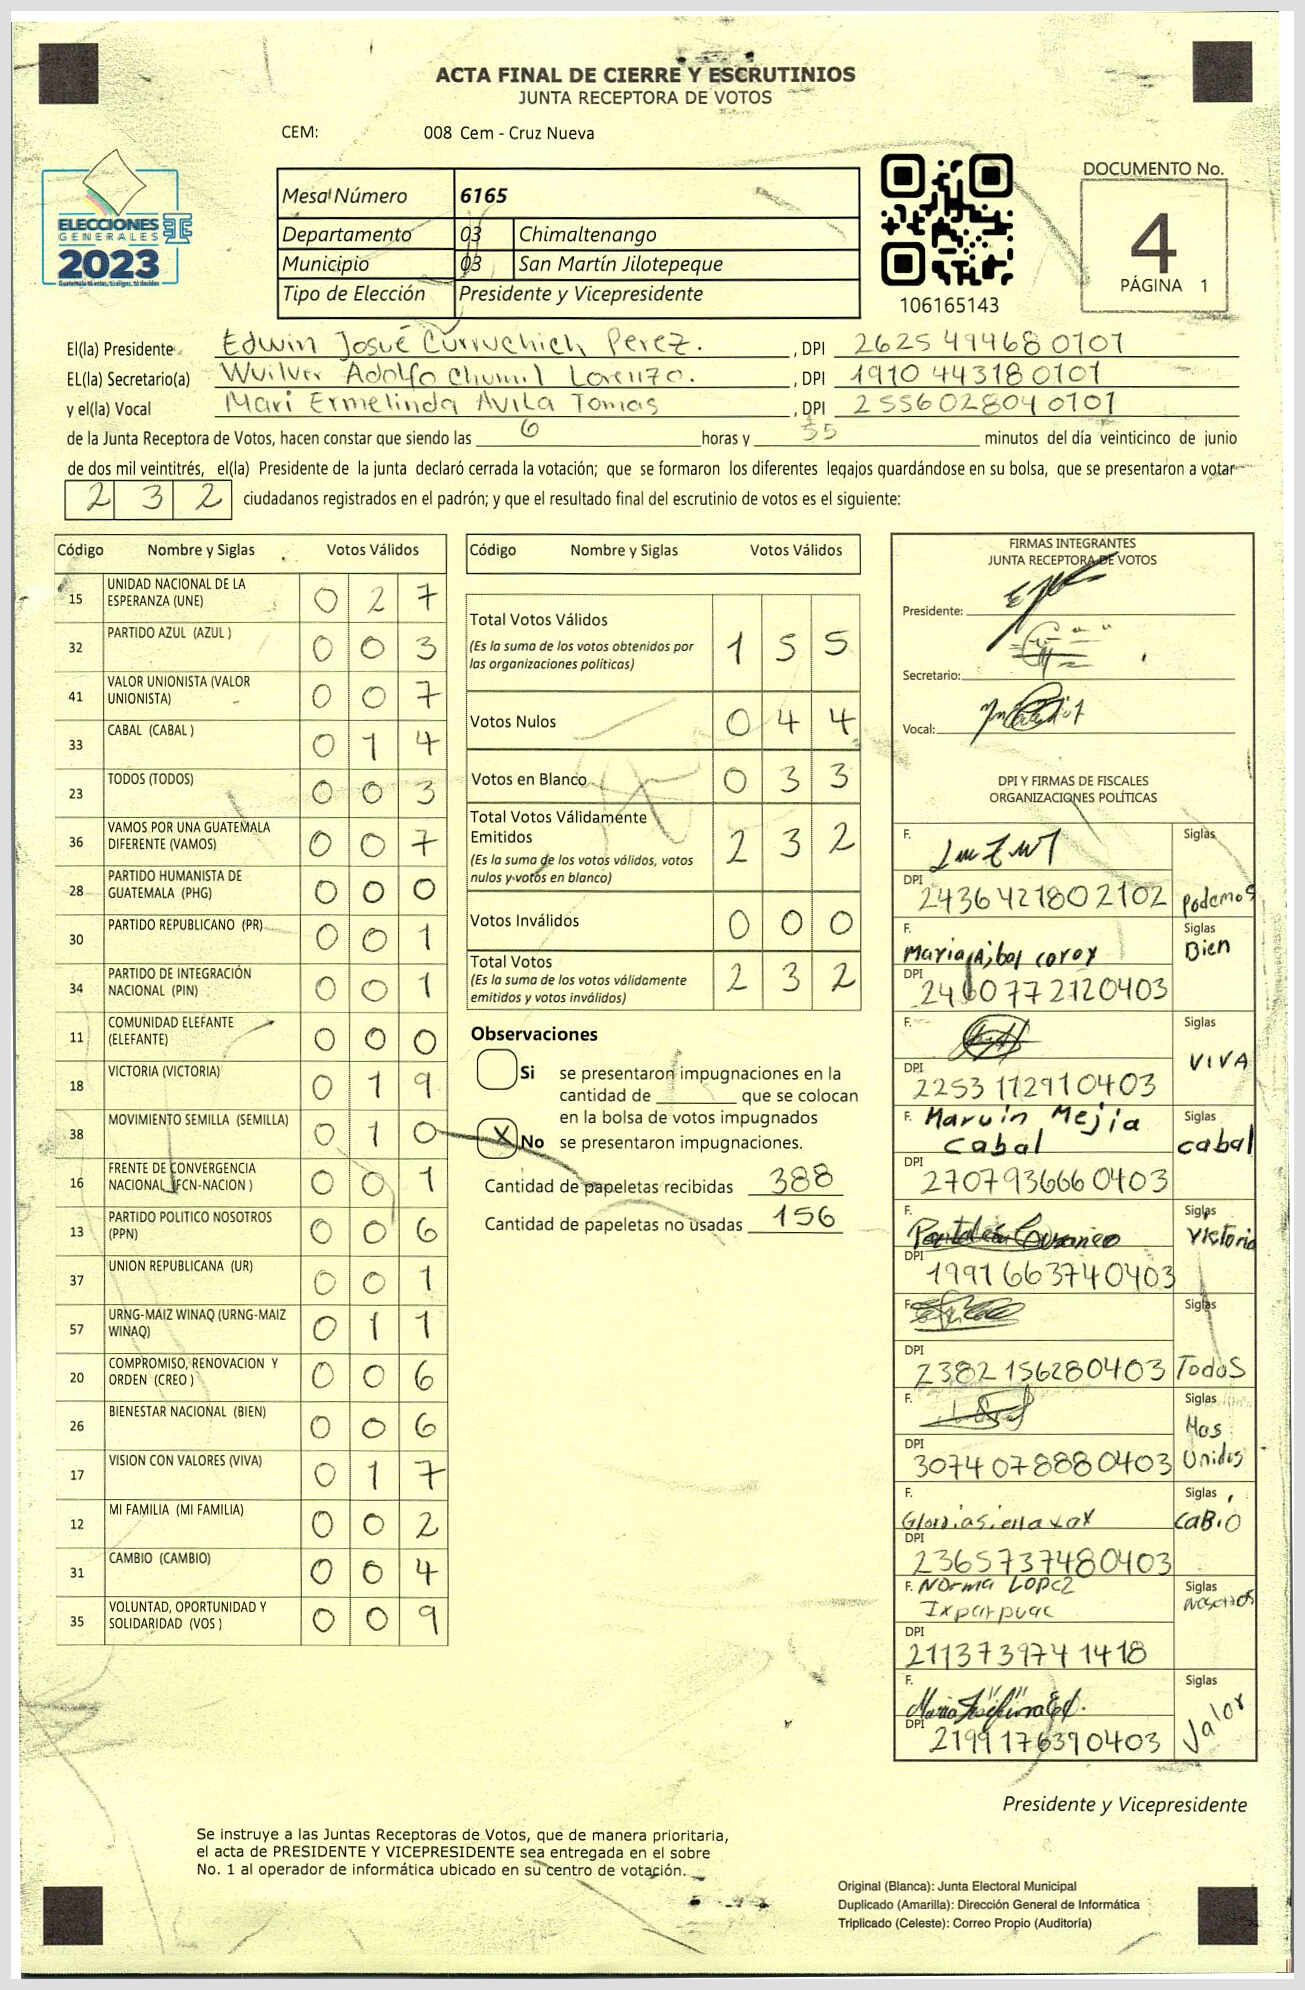 ACTA FINAL DE CIERRE Y ESCRUTINIOS
JUNTA RECEPTORA DE VOTOS
CEM: 008 Cem - Cruz Nueva
ELECCIONES
GENERALES
2023
Guatemala tú votas, tú eliges, tú decides
Mesa Número 6165
Departamento 03 Chimaltenango
Municipio 03 San Martín Jilotepeque
Tipo de Elección Presidente y Vicepresidente
106165143
DOCUMENTO No.
4
PÁGINA 1
El(la) Presidente Edwin Josué Curruchich Perez. , DPI 2625 49468 0101
EL(la) Secretario(a) Wuilver Adolfo Chumil Lorenzo. , DPI 1910 44318 0101
y el(la) Vocal Mari Ermelinda Avila Tomas , DPI 2556 02804 0101
de la Junta Receptora de Votos, hacen constar que siendo las 6 horas y 35 minutos del día veinticinco de junio
de dos mil veintitrés, el(la) Presidente de la junta declaró cerrada la votación; que se formaron los diferentes legajos guardándose en su bolsa, que se presentaron a votar
2 3 2 ciudadanos registrados en el padrón; y que el resultado final del escrutinio de votos es el siguiente:
Código Nombre y Siglas Votos Válidos
15 UNIDAD NACIONAL DE LA ESPERANZA (UNE) 0 2 7
32 PARTIDO AZUL (AZUL ) 0 0 3
41 VALOR UNIONISTA (VALOR UNIONISTA) 0 0 7
33 CABAL (CABAL ) 0 1 4
23 TODOS (TODOS) 0 0 3
36 VAMOS POR UNA GUATEMALA DIFERENTE (VAMOS) 0 0 7
28 PARTIDO HUMANISTA DE GUATEMALA (PHG) 0 0 0
30 PARTIDO REPUBLICANO (PR) 0 0 1
34 PARTIDO DE INTEGRACIÓN NACIONAL (PIN) 0 0 1
11 COMUNIDAD ELEFANTE (ELEFANTE) 0 0 0
18 VICTORIA (VICTORIA) 0 1 9
38 MOVIMIENTO SEMILLA (SEMILLA) 0 1 0
16 FRENTE DE CONVERGENCIA NACIONAL (FCN-NACION ) 0 0 1
13 PARTIDO POLITICO NOSOTROS (PPN) 0 0 6
37 UNION REPUBLICANA (UR) 0 0 1
57 URNG-MAIZ WINAQ (URNG-MAIZ WINAQ) 0 1 1
20 COMPROMISO, RENOVACION Y ORDEN (CREO ) 0 0 6
26 BIENESTAR NACIONAL (BIEN) 0 0 6
17 VISION CON VALORES (VIVA) 0 1 7
12 MI FAMILIA (MI FAMILIA) 0 0 2
31 CAMBIO (CAMBIO) 0 0 4
35 VOLUNTAD, OPORTUNIDAD Y SOLIDARIDAD (VOS ) 0 0 9
Código Nombre y Siglas Votos Válidos
Total Votos Válidos 1 5 5
(Es la suma de los votos obtenidos por
las organizaciones políticas)
Votos Nulos 0 4 4
Votos en Blanco 0 3 3
Total Votos Válidamente
Emitidos 2 3 2
(Es la suma de los votos válidos, votos
nulos y votos en blanco)
Votos Inválidos 0 0 0
Total Votos 2 3 2
(Es la suma de los votos válidamente
emitidos y votos inválidos)
Observaciones
Si se presentaron impugnaciones en la
cantidad de ________ que se colocan
en la bolsa de votos impugnados
X No se presentaron impugnaciones.
Cantidad de papeletas recibidas 388
Cantidad de papeletas no usadas 156
FIRMAS INTEGRANTES
JUNTA RECEPTORA DE VOTOS
Presidente:
Secretario:
Vocal:
DPI Y FIRMAS DE FISCALES
ORGANIZACIONES POLÍTICAS
F. Siglas
DPI 2436 42180 2102 Podemos
F. Maria Ajbal coroy Siglas Bien
DPI 2460 77212 0403
F. Siglas VIVA
DPI 2253 11291 0403
F. Marvin Mejia Siglas
cabal cabal
DPI 2707 93666 0403
F. Siglas Victoria
DPI 1991 66374 0403
F. Siglas
DPI 2382 15628 0403 Todos
F. Siglas
Mas
DPI 3074 07888 0403 Unidos
F. Siglas CABIO
DPI 2365 73748 0403
F. Norma Lopez Siglas
Ixparpuac Nosotros
DPI 2113 73974 1418
F. Siglas
DPI 2199 17639 0403 Valor
Presidente y Vicepresidente
Se instruye a las Juntas Receptoras de Votos, que de manera prioritaria,
el acta de PRESIDENTE Y VICEPRESIDENTE sea entregada en el sobre
No. 1 al operador de informática ubicado en su centro de votación.
Original (Blanca): Junta Electoral Municipal
Duplicado (Amarilla): Dirección General de Informática
Triplicado (Celeste): Correo Propio (Auditoría)